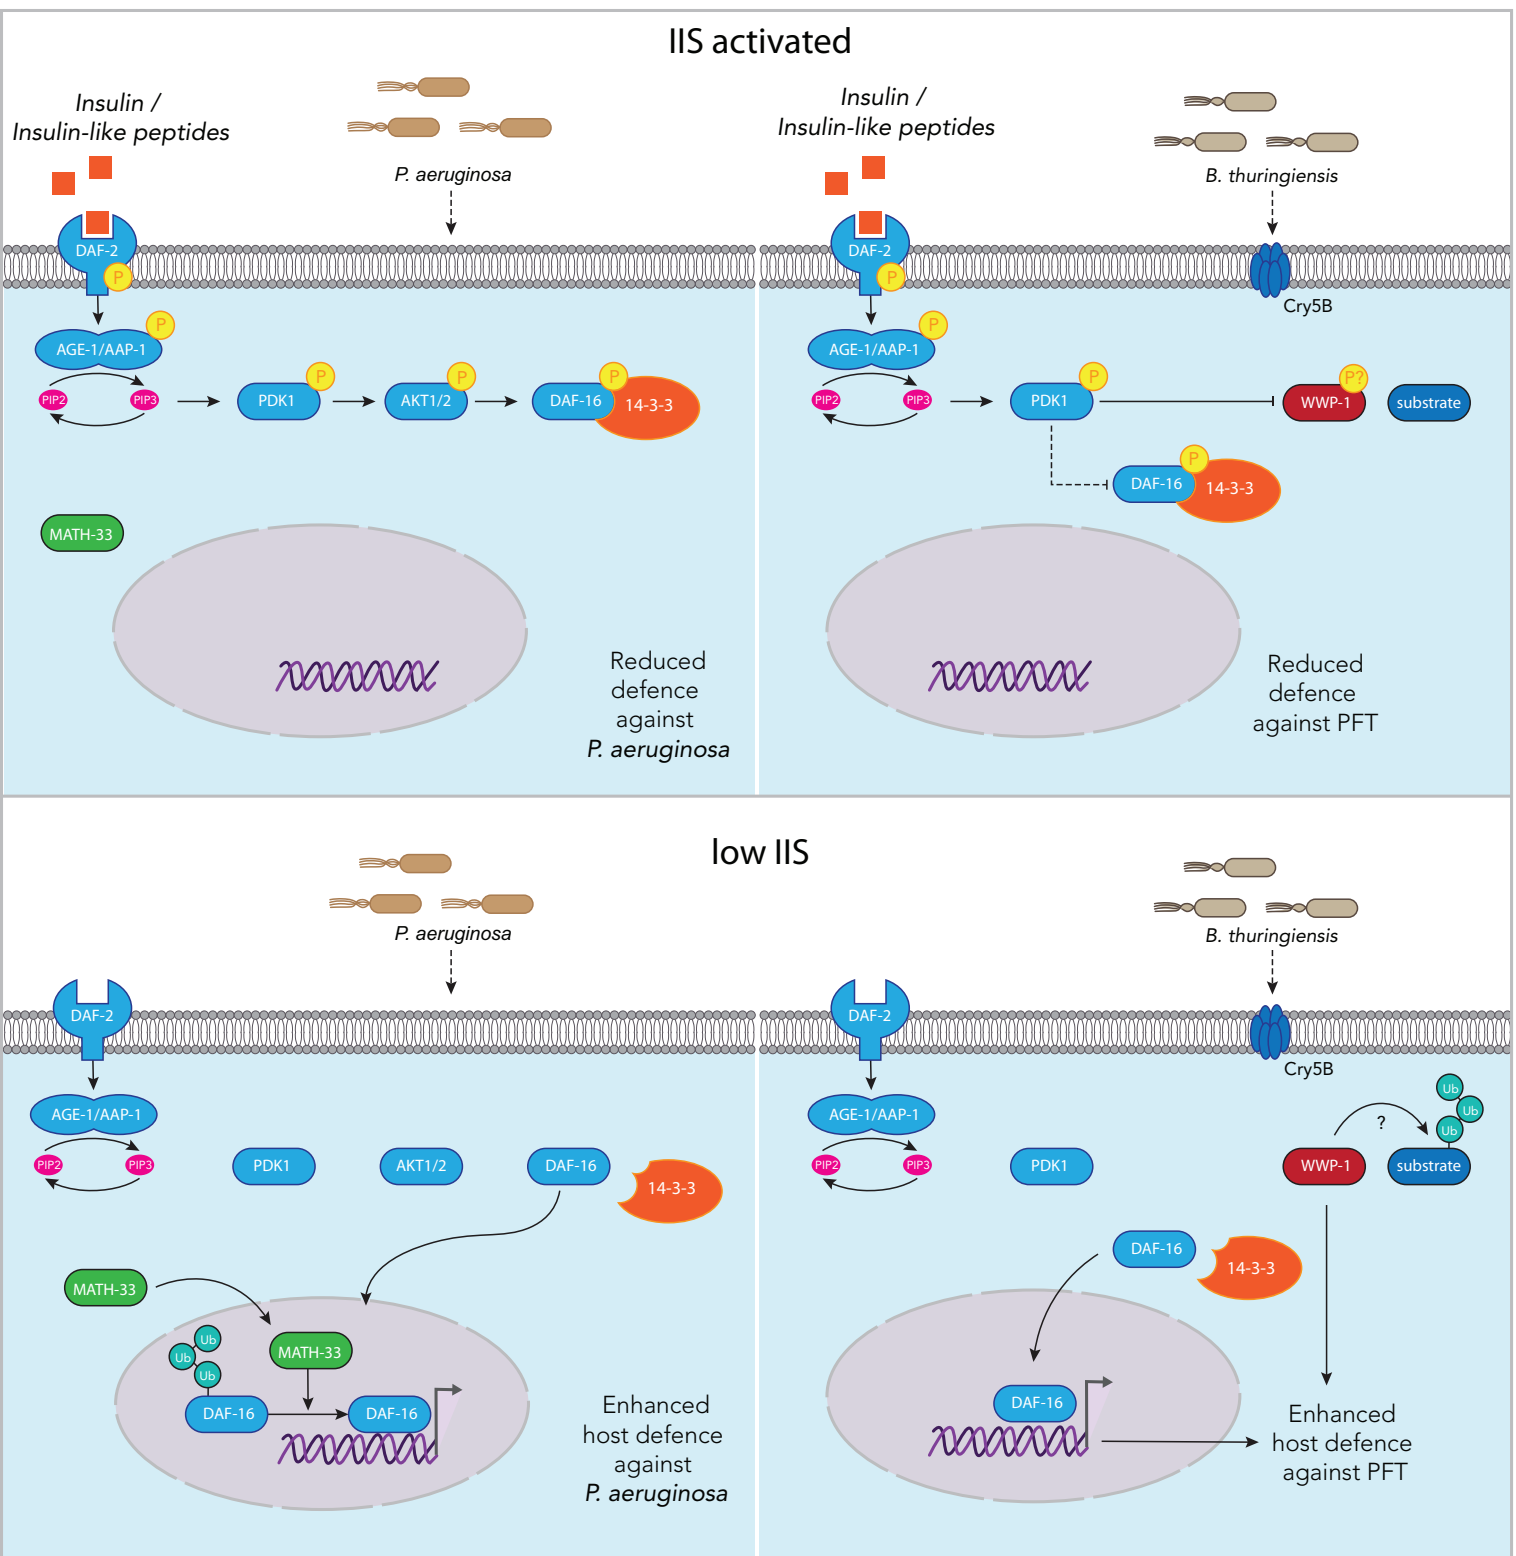 IIS activated
Insulin /
Insulin-like peptides
P. aeruginosa
DAF-2
P
AGE-1/AAP-1
P
PIP2
PIP3
PDK1
P
AKT1/2
P
DAF-16
P
14-3-3
MATH-33
Reduced
defence
against
P. aeruginosa
Insulin /
Insulin-like peptides
B. thuringiensis
DAF-2
P
Cry5B
AGE-1/AAP-1
P
PIP2
PIP3
PDK1
P
WWP-1
P?
substrate
DAF-16
P
14-3-3
Reduced
defence
against PFT
low IIS
P. aeruginosa
DAF-2
AGE-1/AAP-1
PIP2
PIP3
PDK1
AKT1/2
DAF-16
14-3-3
MATH-33
Ub
Ub
Ub
MATH-33
DAF-16
DAF-16
Enhanced
host defence
against
P. aeruginosa
B. thuringiensis
DAF-2
Cry5B
AGE-1/AAP-1
PIP2
PIP3
PDK1
Ub
Ub
Ub
?
WWP-1
substrate
DAF-16
14-3-3
DAF-16
Enhanced
host defence
against PFT